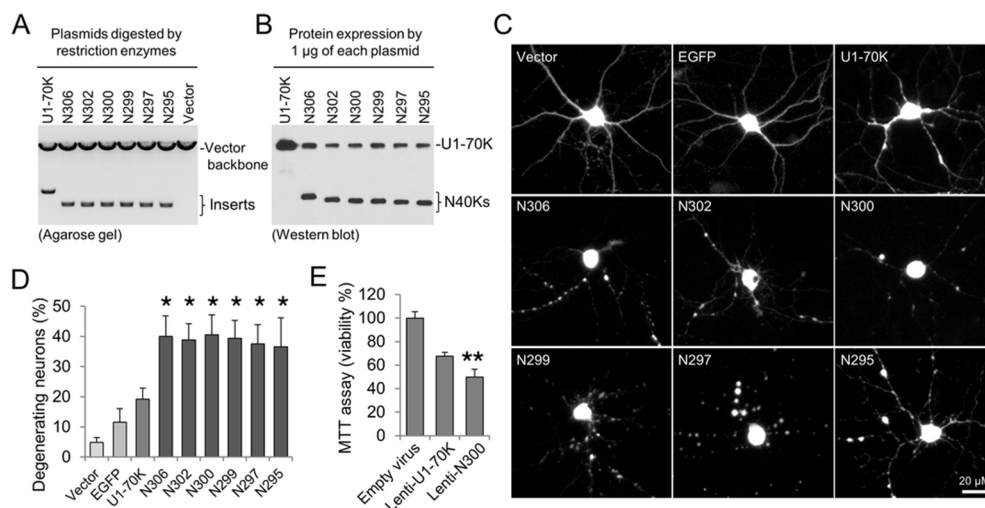 A
Plasmids digested by
restriction enzymes
U1-70K
N306
N302
N300
N299
N297
N295
Vector
-Vector
backbone
Inserts
(Agarose gel)
B
Protein expression by
1 µg of each plasmid
U1-70K
N306
N302
N300
N299
N297
N295
-U1-70K
N40Ks
(Western blot)
C
Vector
EGFP
U1-70K
N306
N302
N300
N299
N297
N295
20 µM
D
Degenerating neurons (%)
50
40
30
20
10
0
* * * * * *
Vector
EGFP
U1-70K
N306
N302
N300
N299
N297
N295
E
MTT assay (viability %)
120
100
80
60
40
20
0
**
Empty virus
Lenti-U1-70K
Lenti-N300